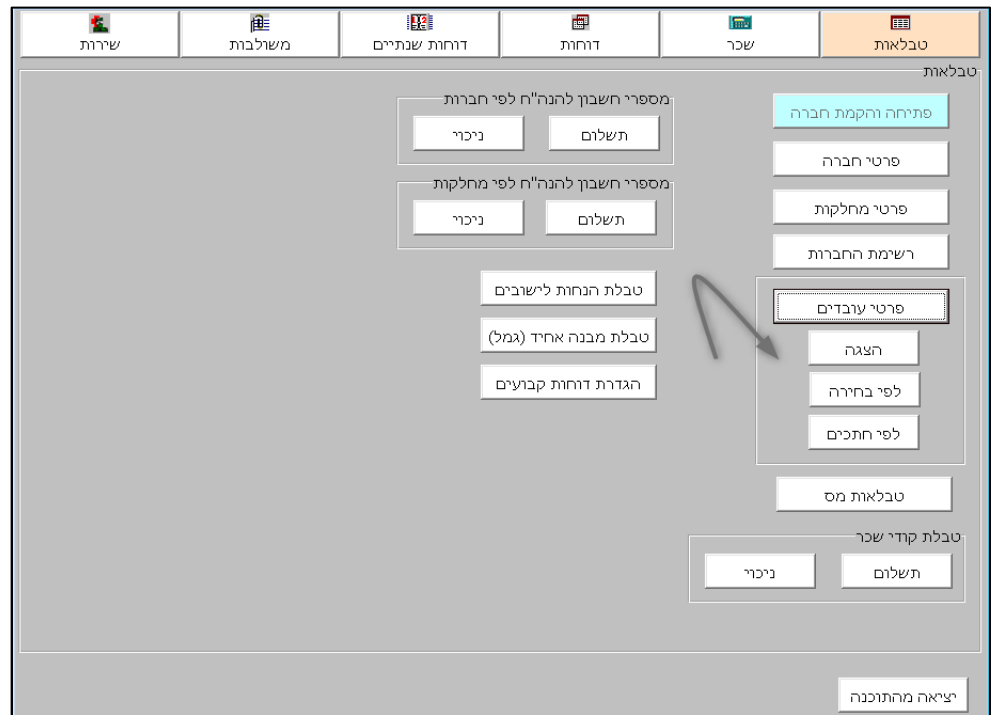 טבלאות
שכר
דוחות
דוחות שנתיים
משולבות
שירות
טבלאות
פתיחה והקמת חברה
פרטי חברה
פרטי מחלקות
רשימת החברות
פרטי עובדים
הצגה
לפי בחירה
לפי חתכים
טבלאות מס
טבלת קודי שכר
תשלום
ניכוי
מספרי חשבון להנה"ח לפי חברות
תשלום
ניכוי
מספרי חשבון להנה"ח לפי מחלקות
תשלום
ניכוי
טבלת הנחות לישובים
טבלת מבנה אחיד (גמל)
הגדרת דוחות קבועים
יציאה מהתוכנה